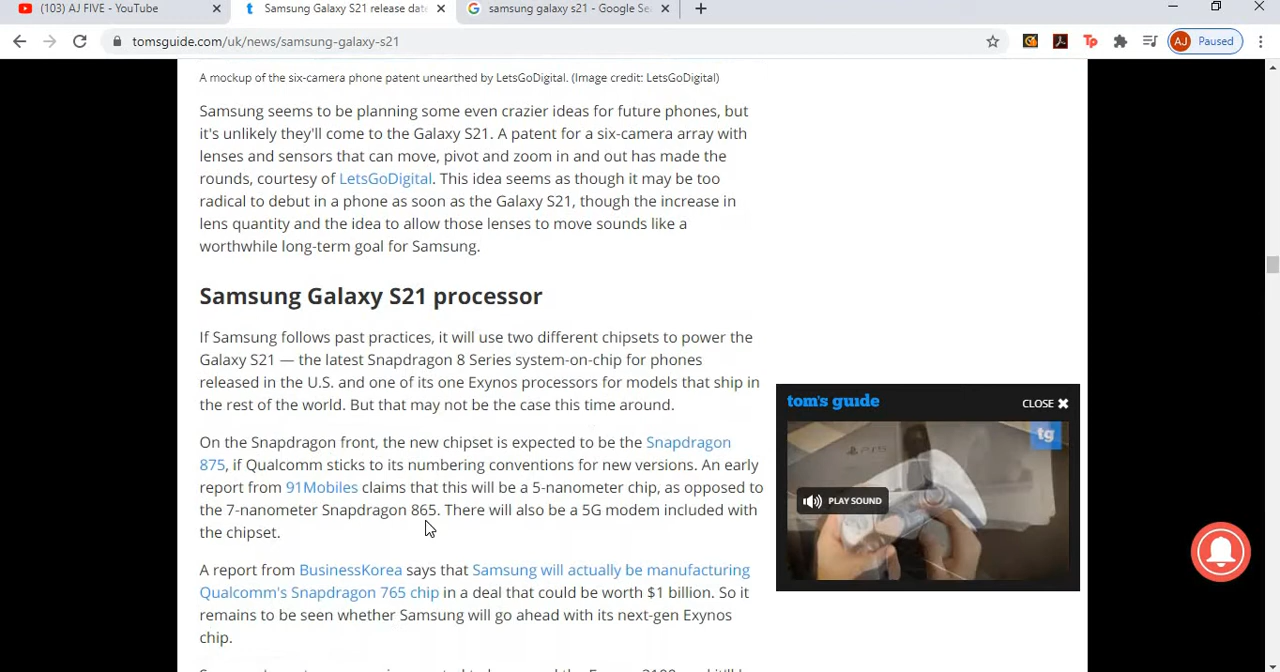 (103) AJ FIVE - YouTube
Samsung Galaxy S21 release date
samsung galaxy s21 - Google Se
tomsguide.com/uk/news/samsung-galaxy-s21
AJ Paused
A mockup of the six-camera phone patent unearthed by LetsGoDigital. (Image credit: LetsGoDigital)
Samsung seems to be planning some even crazier ideas for future phones, but
it's unlikely they'll come to the Galaxy S21. A patent for a six-camera array with
lenses and sensors that can move, pivot and zoom in and out has made the
rounds, courtesy of LetsGoDigital. This idea seems as though it may be too
radical to debut in a phone as soon as the Galaxy S21, though the increase in
lens quantity and the idea to allow those lenses to move sounds like a
worthwhile long-term goal for Samsung.
Samsung Galaxy S21 processor
If Samsung follows past practices, it will use two different chipsets to power the
Galaxy S21 — the latest Snapdragon 8 Series system-on-chip for phones
released in the U.S. and one of its one Exynos processors for models that ship in
the rest of the world. But that may not be the case this time around.
On the Snapdragon front, the new chipset is expected to be the Snapdragon
875, if Qualcomm sticks to its numbering conventions for new versions. An early
report from 91Mobiles claims that this will be a 5-nanometer chip, as opposed to
the 7-nanometer Snapdragon 865. There will also be a 5G modem included with
the chipset.
A report from BusinessKorea says that Samsung will actually be manufacturing
Qualcomm's Snapdragon 765 chip in a deal that could be worth $1 billion. So it
remains to be seen whether Samsung will go ahead with its next-gen Exynos
chip.
tom's guide
CLOSE
tg
PS5
PLAY SOUND